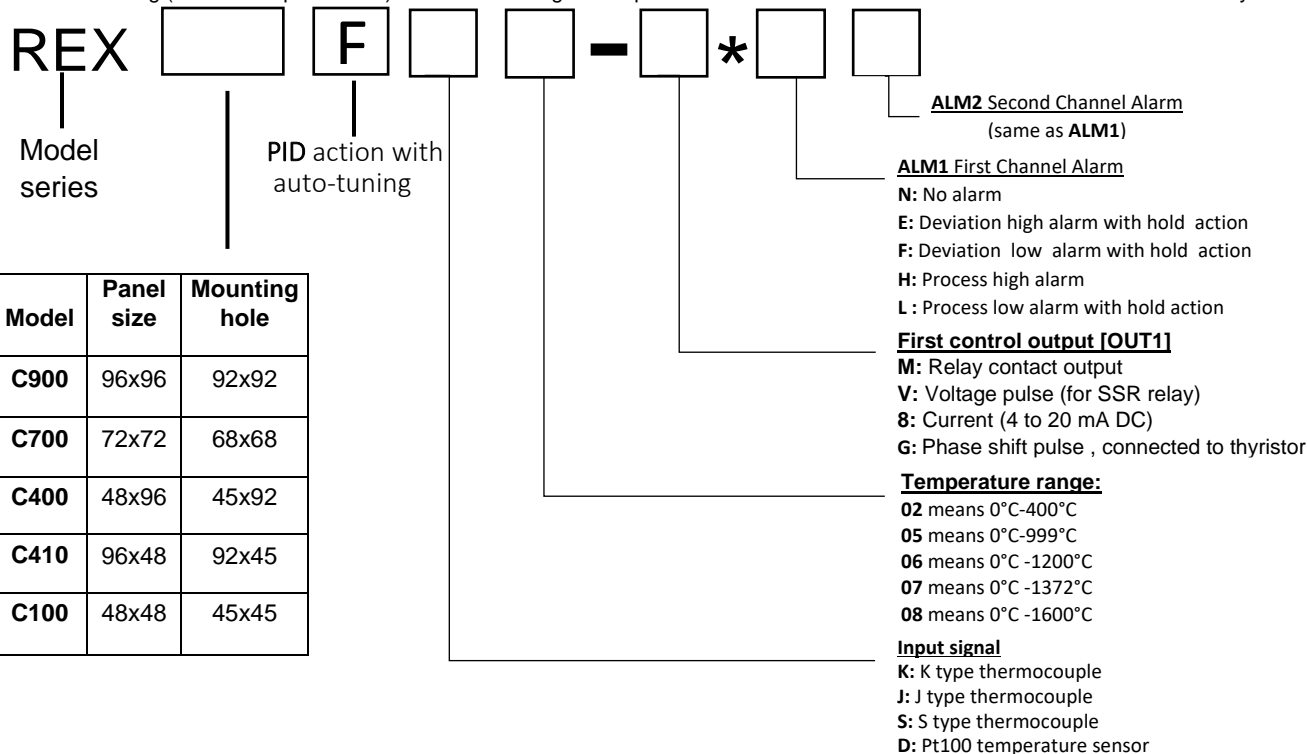 REX F - *
Model
series
PID action with
auto-tuning
ALM2 Second Channel Alarm
(same as ALM1)
ALM1 First Channel Alarm
N: No alarm
E: Deviation high alarm with hold action
F: Deviation low alarm with hold action
H: Process high alarm
L : Process low alarm with hold action
First control output [OUT1]
M: Relay contact output
V: Voltage pulse (for SSR relay)
8: Current (4 to 20 mA DC)
G: Phase shift pulse , connected to thyristor
Temperature range:
02 means 0°C-400°C
05 means 0°C-999°C
06 means 0°C -1200°C
07 means 0°C -1372°C
08 means 0°C -1600°C
Input signal
K: K type thermocouple
J: J type thermocouple
S: S type thermocouple
D: Pt100 temperature sensor
Model Panel size Mounting hole
C900 96x96 92x92
C700 72x72 68x68
C400 48x96 45x92
C410 96x48 92x45
C100 48x48 45x45